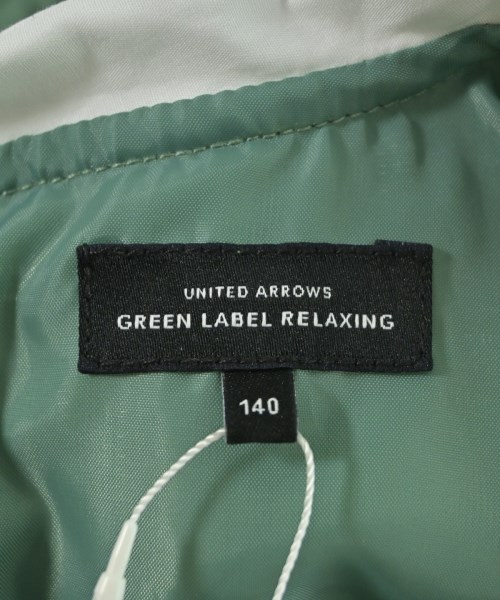 UNITED ARROWS
GREEN LABEL RELAXING
140